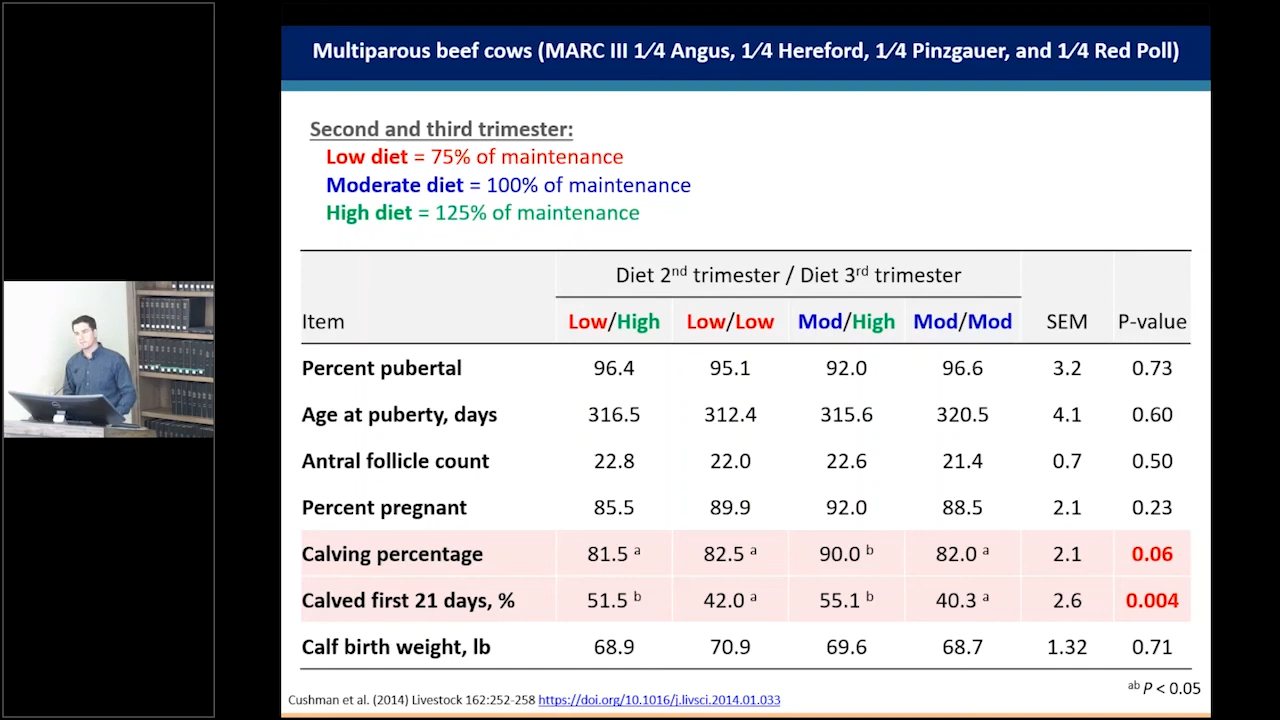 Multiparous beef cows (MARC III 1⁄4 Angus, 1⁄4 Hereford, 1⁄4 Pinzgauer, and 1⁄4 Red Poll)
Second and third trimester:
Low diet = 75% of maintenance
Moderate diet = 100% of maintenance
High diet = 125% of maintenance
Diet 2nd trimester / Diet 3rd trimester
Item Low/High Low/Low Mod/High Mod/Mod SEM P-value
Percent pubertal 96.4 95.1 92.0 96.6 3.2 0.73
Age at puberty, days 316.5 312.4 315.6 320.5 4.1 0.60
Antral follicle count 22.8 22.0 22.6 21.4 0.7 0.50
Percent pregnant 85.5 89.9 92.0 88.5 2.1 0.23
Calving percentage 81.5 a 82.5 a 90.0 b 82.0 a 2.1 0.06
Calved first 21 days, % 51.5 b 42.0 a 55.1 b 40.3 a 2.6 0.004
Calf birth weight, lb 68.9 70.9 69.6 68.7 1.32 0.71
ab P < 0.05
Cushman et al. (2014) Livestock 162:252-258 https://doi.org/10.1016/j.livsci.2014.01.033